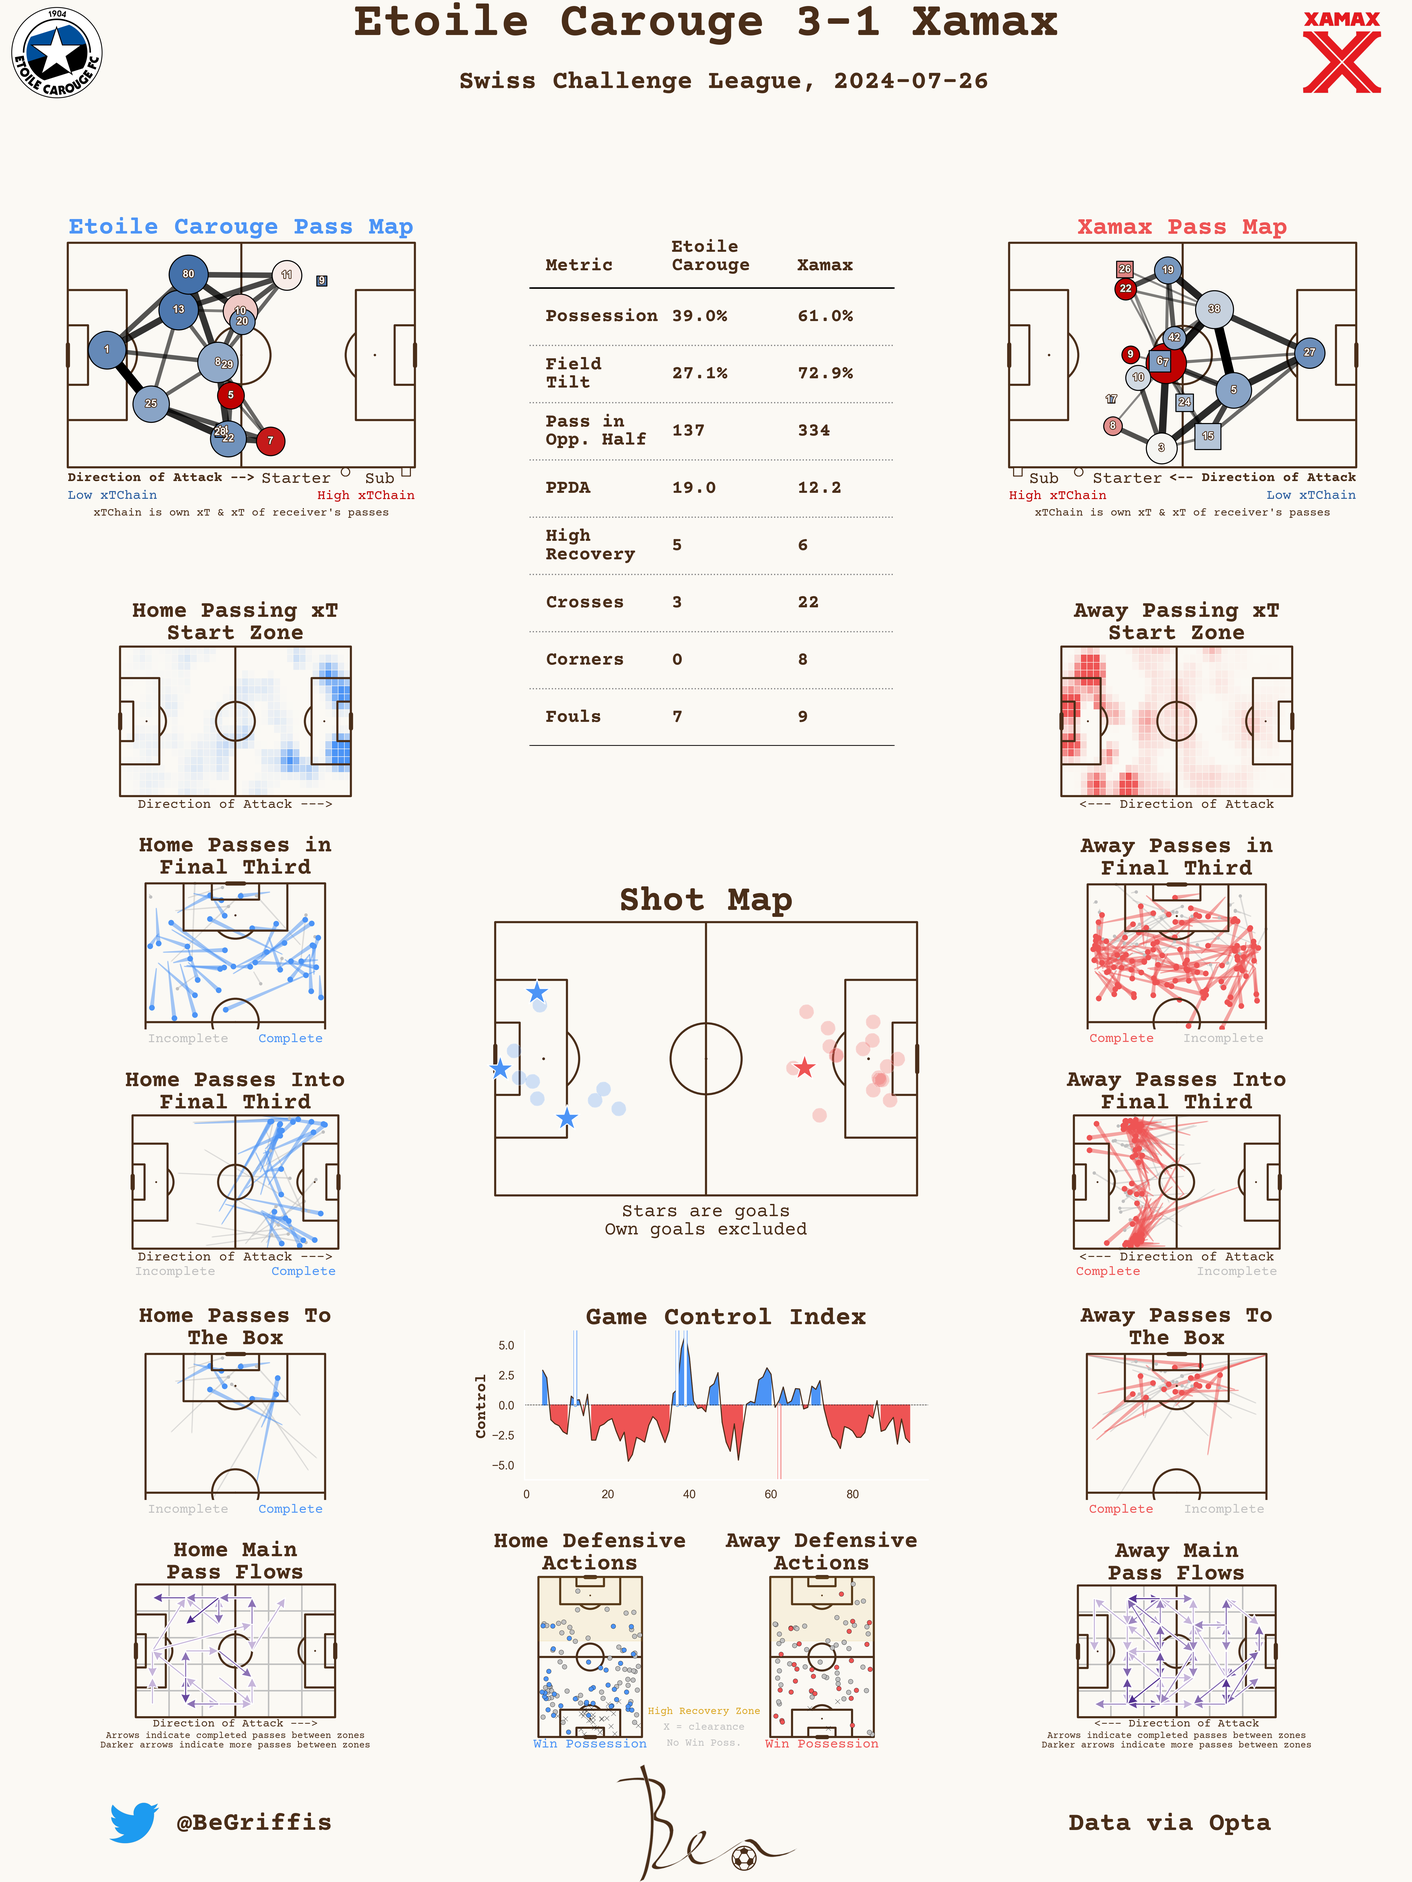 Etoile Carouge 3-1 Xamax
Swiss Challenge League, 2024-07-26
1904
ETOILE CAROUGE FC
XAMAX
Etoile Carouge Pass Map
80
11
9
13
10
20
1
8
29
5
25
28
22
7
Direction of Attack --> Starter Sub
Low xTChain High xTChain
xTChain is own xT & xT of receiver's passes
Metric Etoile Carouge Xamax
Possession 39.0% 61.0%
Field Tilt 27.1% 72.9%
Pass in Opp. Half 137 334
PPDA 19.0 12.2
High Recovery 5 6
Crosses 3 22
Corners 0 8
Fouls 7 9
Xamax Pass Map
26
19
22
38
42
9
6
7
27
10
5
17
24
8
15
3
Sub Starter <-- Direction of Attack
High xTChain Low xTChain
xTChain is own xT & xT of receiver's passes
Home Passing xT
Start Zone
Direction of Attack --->
Away Passing xT
Start Zone
<--- Direction of Attack
Home Passes in
Final Third
Incomplete Complete
Shot Map
Stars are goals
Own goals excluded
Away Passes in
Final Third
Complete Incomplete
Home Passes Into
Final Third
Direction of Attack --->
Incomplete Complete
Away Passes Into
Final Third
<--- Direction of Attack
Complete Incomplete
Home Passes To
The Box
Incomplete Complete
Game Control Index
Control
5.0
2.5
0.0
−2.5
−5.0
0 20 40 60 80
Away Passes To
The Box
Complete Incomplete
Home Main
Pass Flows
Direction of Attack --->
Arrows indicate completed passes between zones
Darker arrows indicate more passes between zones
Home Defensive
Actions
Win Possession
Away Defensive
Actions
Win Possession
High Recovery Zone
X = clearance
No Win Poss.
Away Main
Pass Flows
<--- Direction of Attack
Arrows indicate completed passes between zones
Darker arrows indicate more passes between zones
@BeGriffis
Ben
Data via Opta